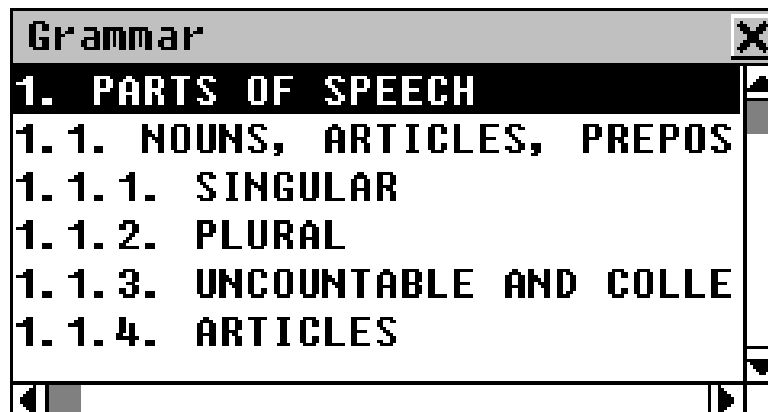 Grammar
1. PARTS OF SPEECH
1.1. NOUNS, ARTICLES, PREPOS
1.1.1. SINGULAR
1.1.2. PLURAL
1.1.3. UNCOUNTABLE AND COLLE
1.1.4. ARTICLES